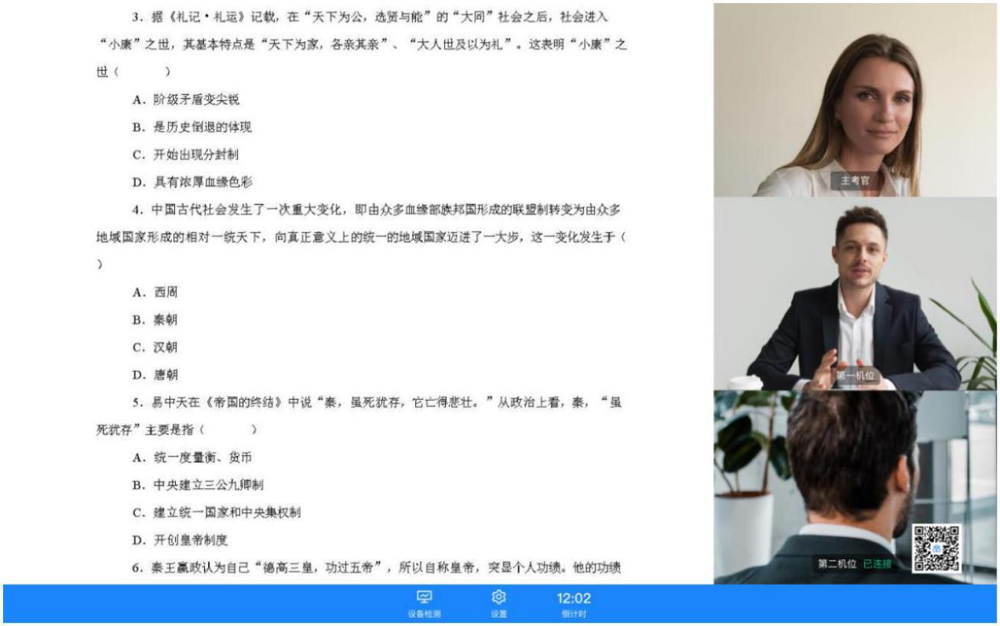 3．据《礼记·礼运》记载，在“天下为公，选贤与能”的“大同”社会之后，社会进入
“小康”之世，其基本特点是“天下为家，各亲其亲”、“大人世及以为礼”。这表明“小康”之
世（ ）
A．阶级矛盾变尖锐
B．是历史倒退的体现
C．开始出现分封制
D．具有浓厚血缘色彩
4．中国古代社会发生了一次重大变化，即由众多血缘部族邦国形成的联盟制转变为由众多
地域国家形成的相对一统天下，向真正意义上的统一的地域国家迈进了一大步，这一变化发生于（
）
A．西周
B．秦朝
C．汉朝
D．唐朝
5．易中天在《帝国的终结》中说“秦，虽死犹存，它亡得悲壮。”从政治上看，秦，“虽
死犹存”主要是指（ ）
A．统一度量衡、货币
B．中央建立三公九卿制
C．建立统一国家和中央集权制
D．开创皇帝制度
6．秦王嬴政认为自己“德高三皇，功过五帝”，所以自称皇帝，突显个人功绩。他的功绩
主考官
第一机位
第二机位 已连接
设备检测
设置
12:02
倒计时